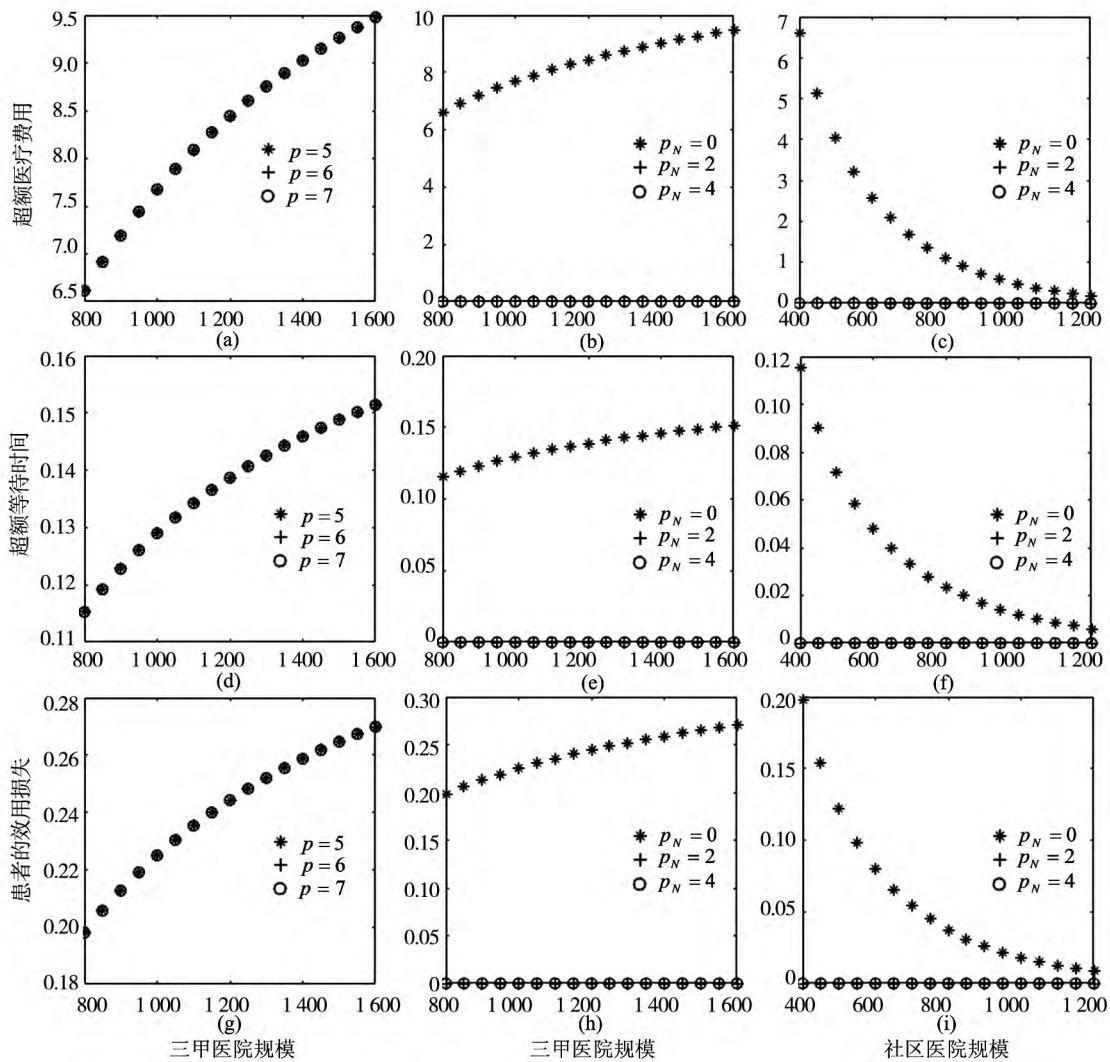 超额医疗费用
9.5
9.0
8.5
8.0
7.5
7.0
6.5
* p=5
+ p=6
○ p=7
800 1 000 1 200 1 400 1 600
(a)
10
8
6
4
2
0
* p_N=0
+ p_N=2
○ p_N=4
800 1 000 1 200 1 400 1 600
(b)
7
6
5
4
3
2
1
0
* p_N=0
+ p_N=2
○ p_N=4
400 600 800 1 000 1 200
(c)
超额等待时间
0.16
0.15
0.14
0.13
0.12
0.11
* p=5
+ p=6
○ p=7
800 1 000 1 200 1 400 1 600
(d)
0.20
0.15
0.10
0.05
0
* p_N=0
+ p_N=2
○ p_N=4
800 1 000 1 200 1 400 1 600
(e)
0.12
0.10
0.08
0.06
0.04
0.02
0
* p_N=0
+ p_N=2
○ p_N=4
400 600 800 1 000 1 200
(f)
患者的效用损失
0.28
0.26
0.24
0.22
0.20
0.18
* p=5
+ p=6
○ p=7
800 1 000 1 200 1 400 1 600
(g)
三甲医院规模
0.30
0.25
0.20
0.15
0.10
0.05
0
* p_N=0
+ p_N=2
○ p_N=4
800 1 000 1 200 1 400 1 600
(h)
三甲医院规模
0.20
0.15
0.10
0.05
0
* p_N=0
+ p_N=2
○ p_N=4
400 600 800 1 000 1 200
(i)
社区医院规模